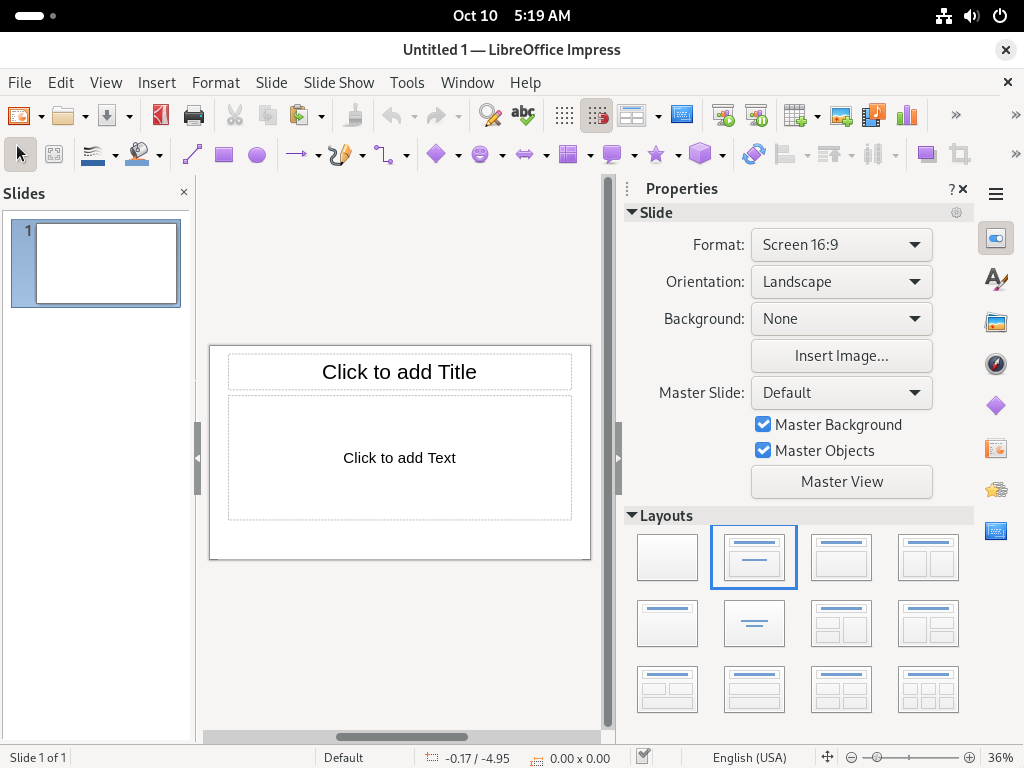 Oct 10 5:19 AM
Untitled 1 — LibreOffice Impress
File Edit View Insert Format Slide Slide Show Tools Window Help
abc
Slides
1
Click to add Title
Click to add Text
Properties
?
Slide
Format: Screen 16:9
Orientation: Landscape
Background: None
Insert Image...
Master Slide: Default
Master Background
Master Objects
Master View
Layouts
Slide 1 of 1 Default -0.17 / -4.95 0.00 x 0.00 English (USA) 36%